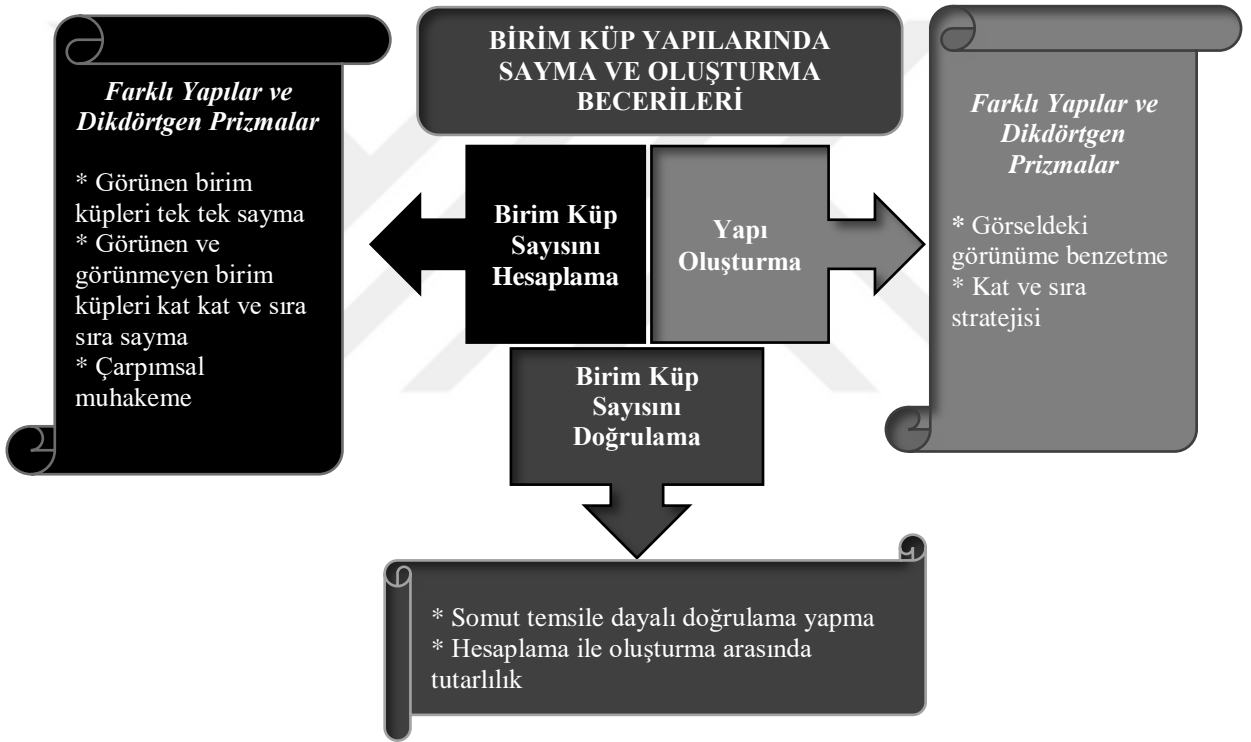 BİRİM KÜP YAPILARINDA
SAYMA VE OLUŞTURMA
BECERİLERİ
Farklı Yapılar ve
Dikdörtgen Prizmalar
* Görünen birim
küpleri tek tek sayma
* Görünen ve
görünmeyen birim
küpleri kat kat ve sıra
sıra sayma
* Çarpımsal
muhakeme
Birim Küp
Sayısını
Hesaplama
Yapı
Oluşturma
Farklı Yapılar ve
Dikdörtgen
Prizmalar
* Görseldeki
görünüme benzetme
* Kat ve sıra
stratejisi
Birim Küp
Sayısını
Doğrulama
* Somut temsile dayalı doğrulama yapma
* Hesaplama ile oluşturma arasında
tutarlılık